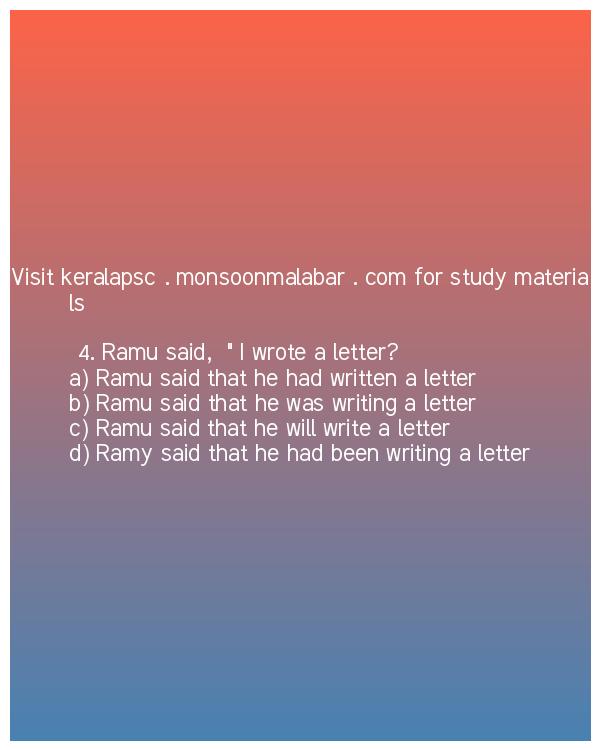 Visit keralapsc . monsoonmalabar . com for study materia
ls
4. Ramu said, " I wrote a letter?
a) Ramu said that he had written a letter
b) Ramu said that he was writing a letter
c) Ramu said that he will write a letter
d) Ramy said that he had been writing a letter